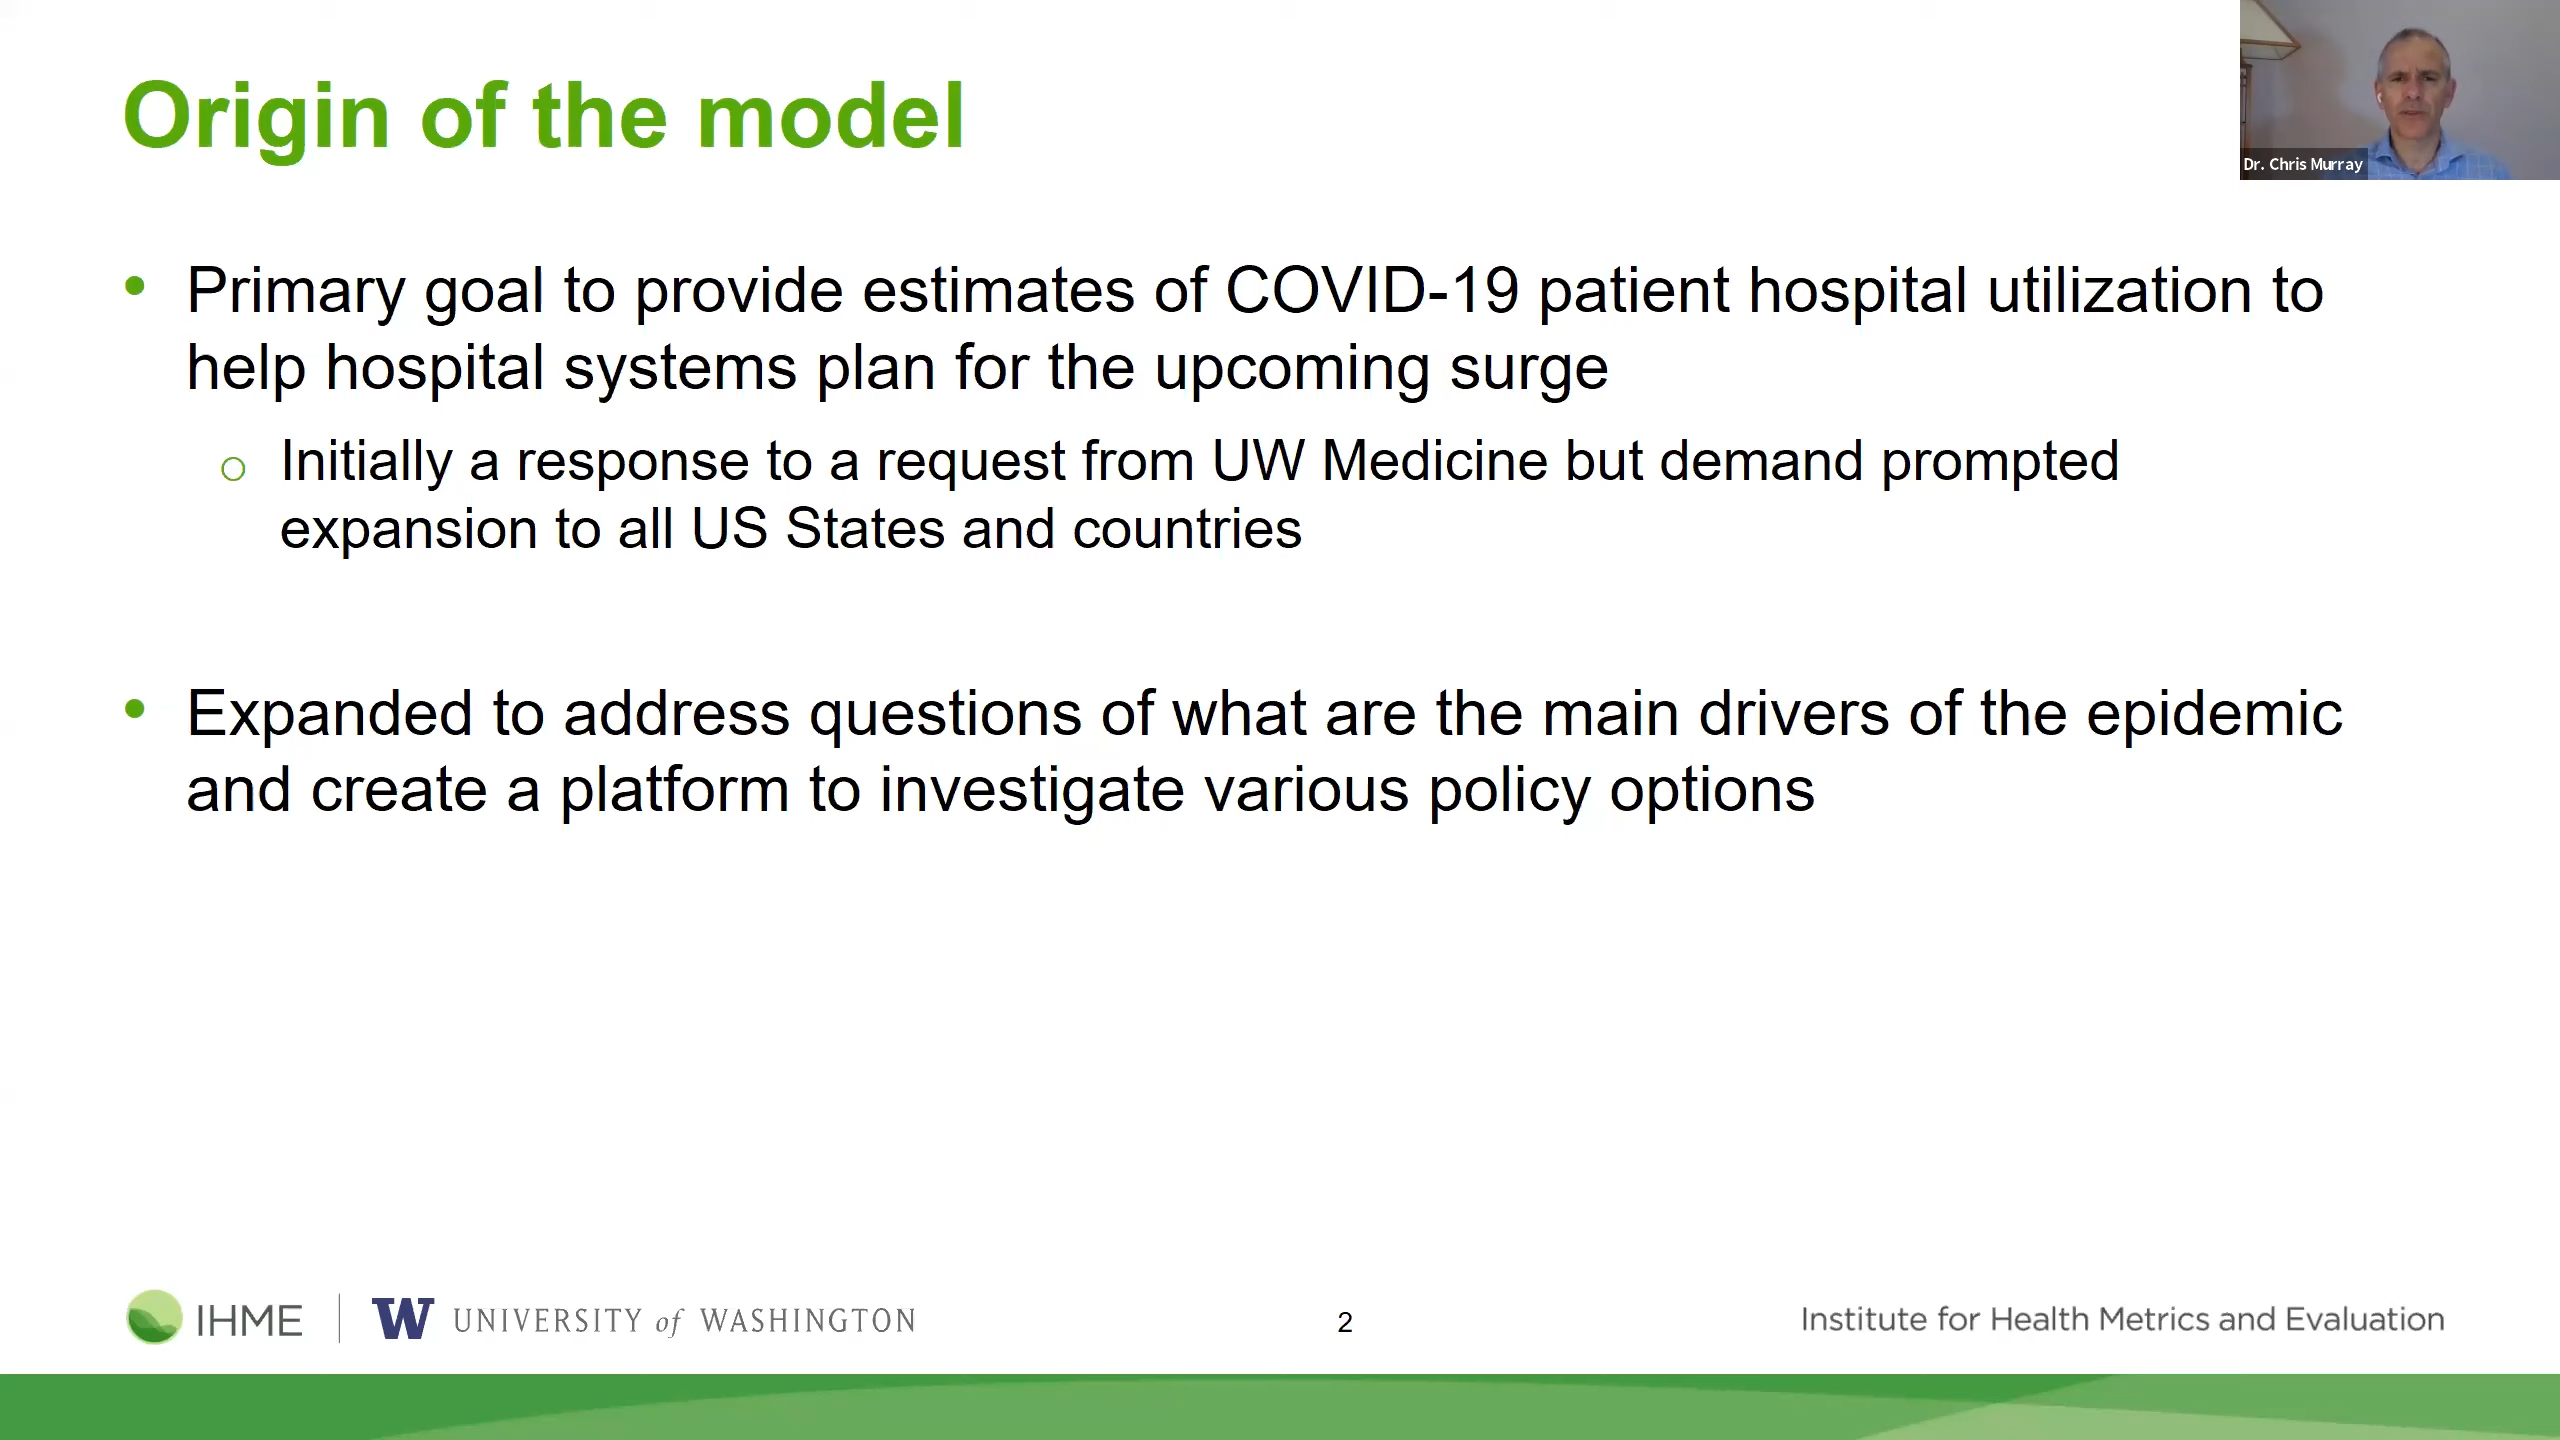 Origin of the model
Dr. Chris Murray
• Primary goal to provide estimates of COVID-19 patient hospital utilization to
help hospital systems plan for the upcoming surge
○ Initially a response to a request from UW Medicine but demand prompted
expansion to all US States and countries
• Expanded to address questions of what are the main drivers of the epidemic
and create a platform to investigate various policy options
IHME
W UNIVERSITY of WASHINGTON
2
Institute for Health Metrics and Evaluation